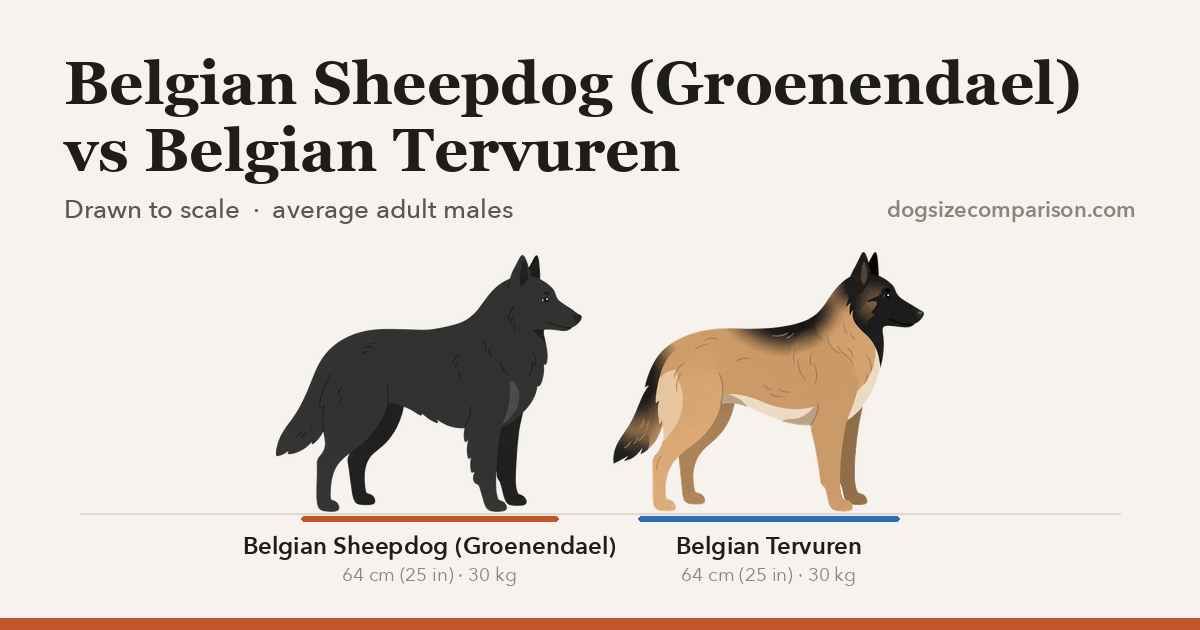 Belgian Sheepdog (Groenendael)
vs Belgian Tervuren
Drawn to scale · average adult males
dogsizecomparison.com
Belgian Sheepdog (Groenendael)
64 cm (25 in) · 30 kg
Belgian Tervuren
64 cm (25 in) · 30 kg